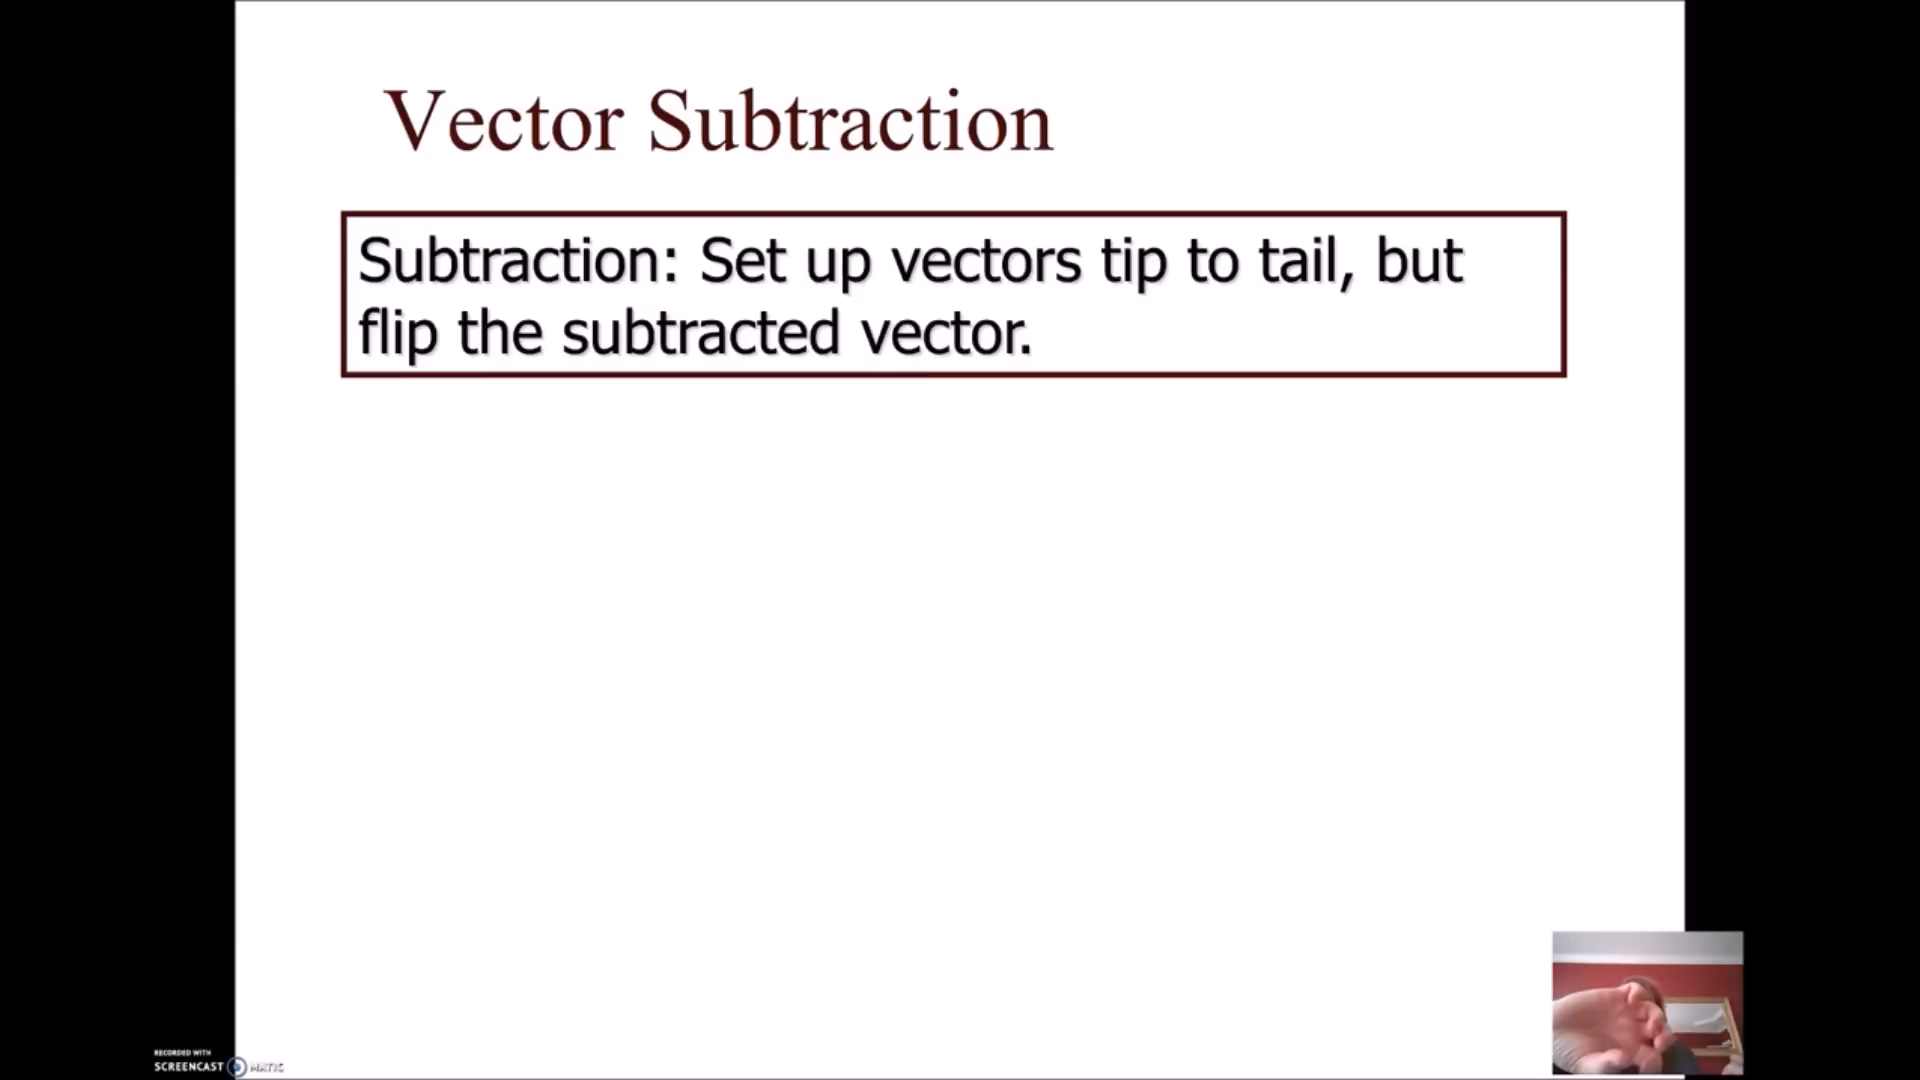 Vector Subtraction
Subtraction: Set up vectors tip to tail, but
flip the subtracted vector.
RECORDED WITH
SCREENCAST MATIC